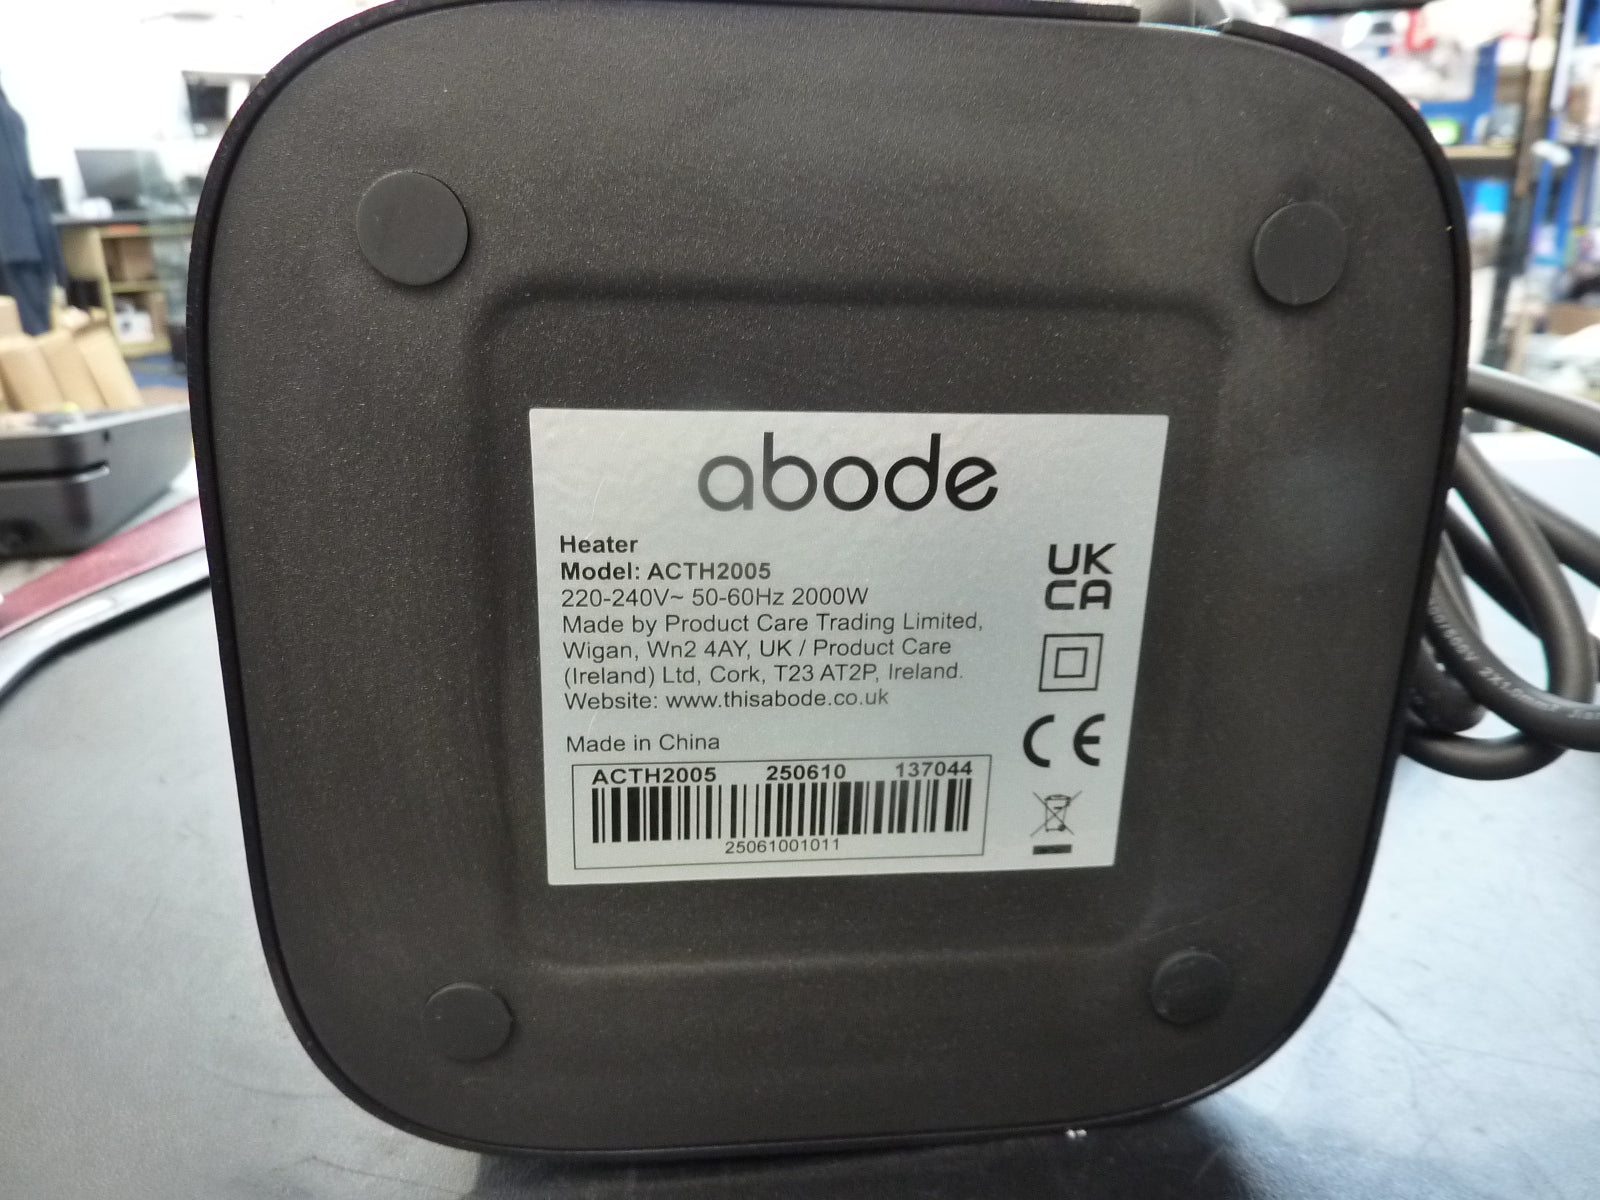 abode
Heater
Model: ACTH2005
220-240V~ 50-60Hz 2000W
Made by Product Care Trading Limited,
Wigan, Wn2 4AY, UK / Product Care
(Ireland) Ltd, Cork, T23 AT2P, Ireland.
Website: www.thisabode.co.uk
Made in China
ACTH2005 250610 137044
25061001011
UK
CA
CE